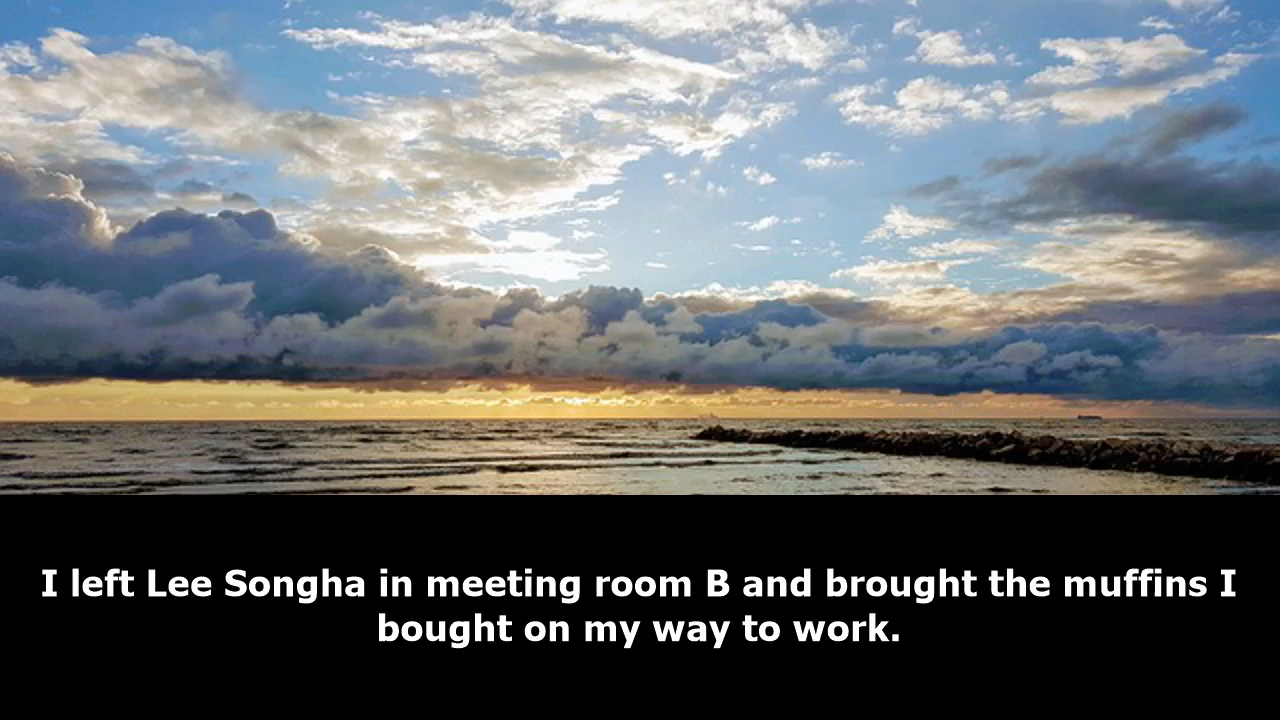 I left Lee Songha in meeting room B and brought the muffins I
bought on my way to work.